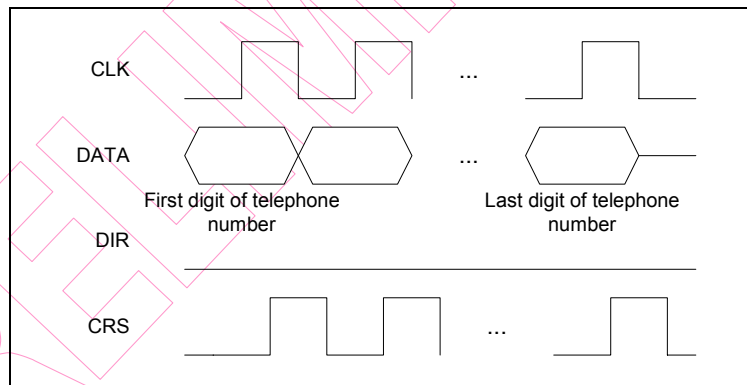 CLK
...
DATA
...
First digit of telephone
number
Last digit of telephone
number
DIR
CRS
...